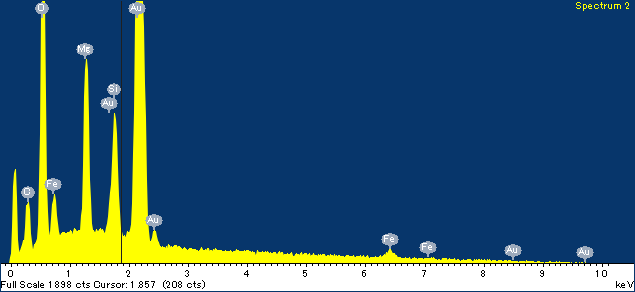 Spectrum 2
O Au
Mg
Si
Au
Fe
C
Au
Fe
Fe
Au
Au
0 1 2 3 4 5 6 7 8 9 10
Full Scale 1898 cts Cursor: 1.857 (208 cts) keV